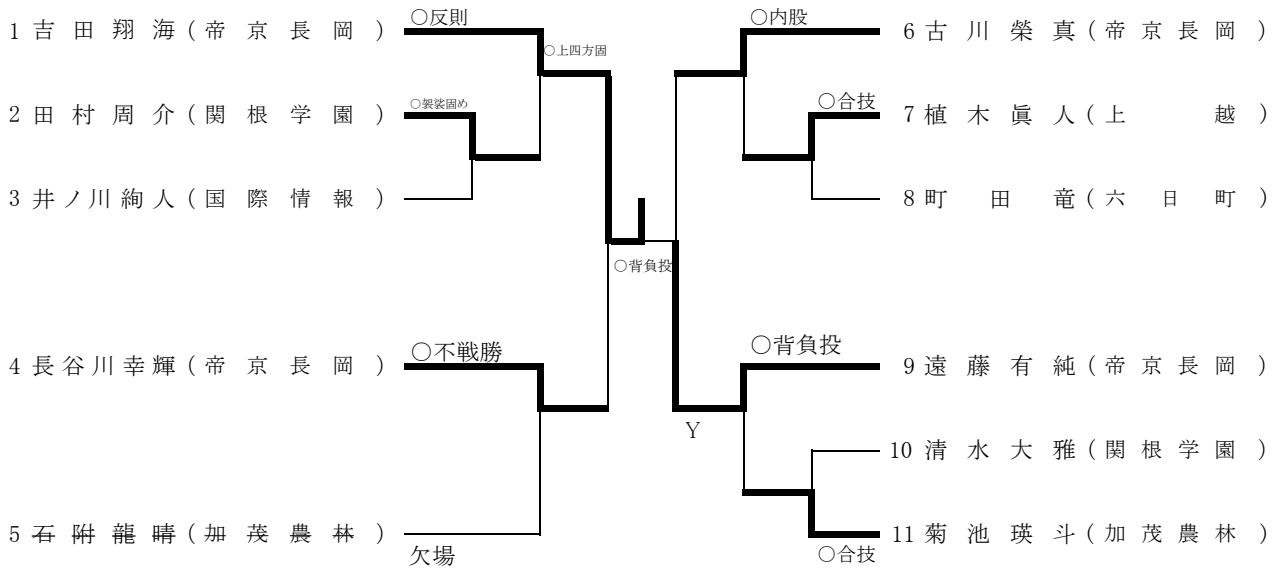 ○反則
1 吉田翔海(帝京長岡)
○上四方固
2 田村周介(関根学園)
○袈裟固め
3 井ノ川絢人(国際情報)
4 長谷川幸輝(帝京長岡)
○不戦勝
5 石附龍晴(加茂農林)
欠場
○背負投
○内股
6 古川榮真(帝京長岡)
○合技
7 植木眞人(上越)
8 町田竜(六日町)
○背負投
9 遠藤有純(帝京長岡)
Y
10 清水大雅(関根学園)
11 菊池瑛斗(加茂農林)
○合技